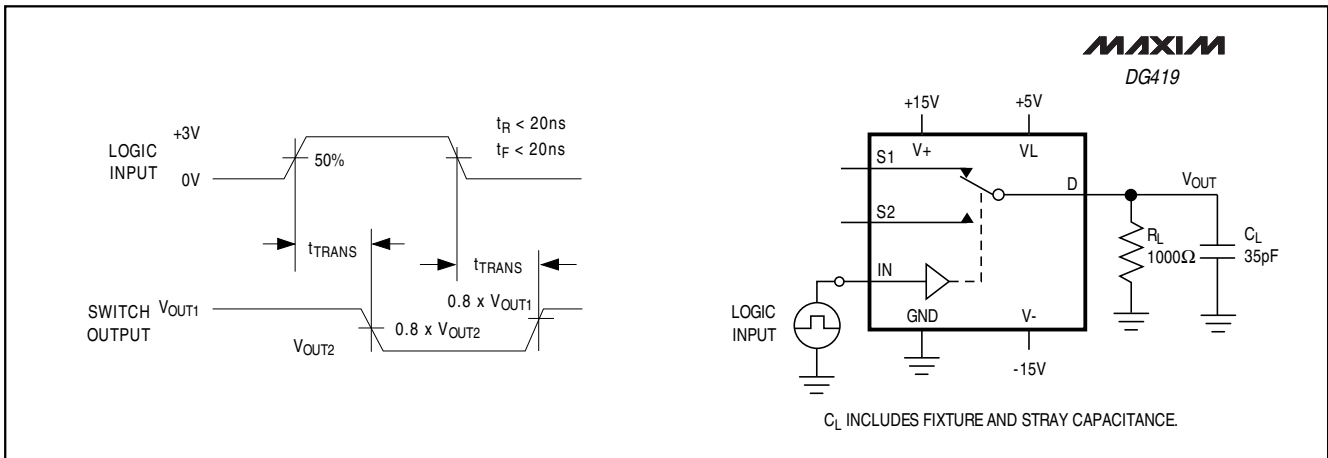 LOGIC
INPUT
+3V
0V
50%
tR < 20ns
tF < 20ns
tTRANS
tTRANS
SWITCH
OUTPUT
VOUT1
VOUT2
0.8 x VOUT2
0.8 x VOUT1
MAXIM
DG419
+15V
+5V
V+
VL
S1
S2
D
VOUT
RL
1000Ω
CL
35pF
IN
LOGIC
INPUT
GND
V-
-15V
CL INCLUDES FIXTURE AND STRAY CAPACITANCE.